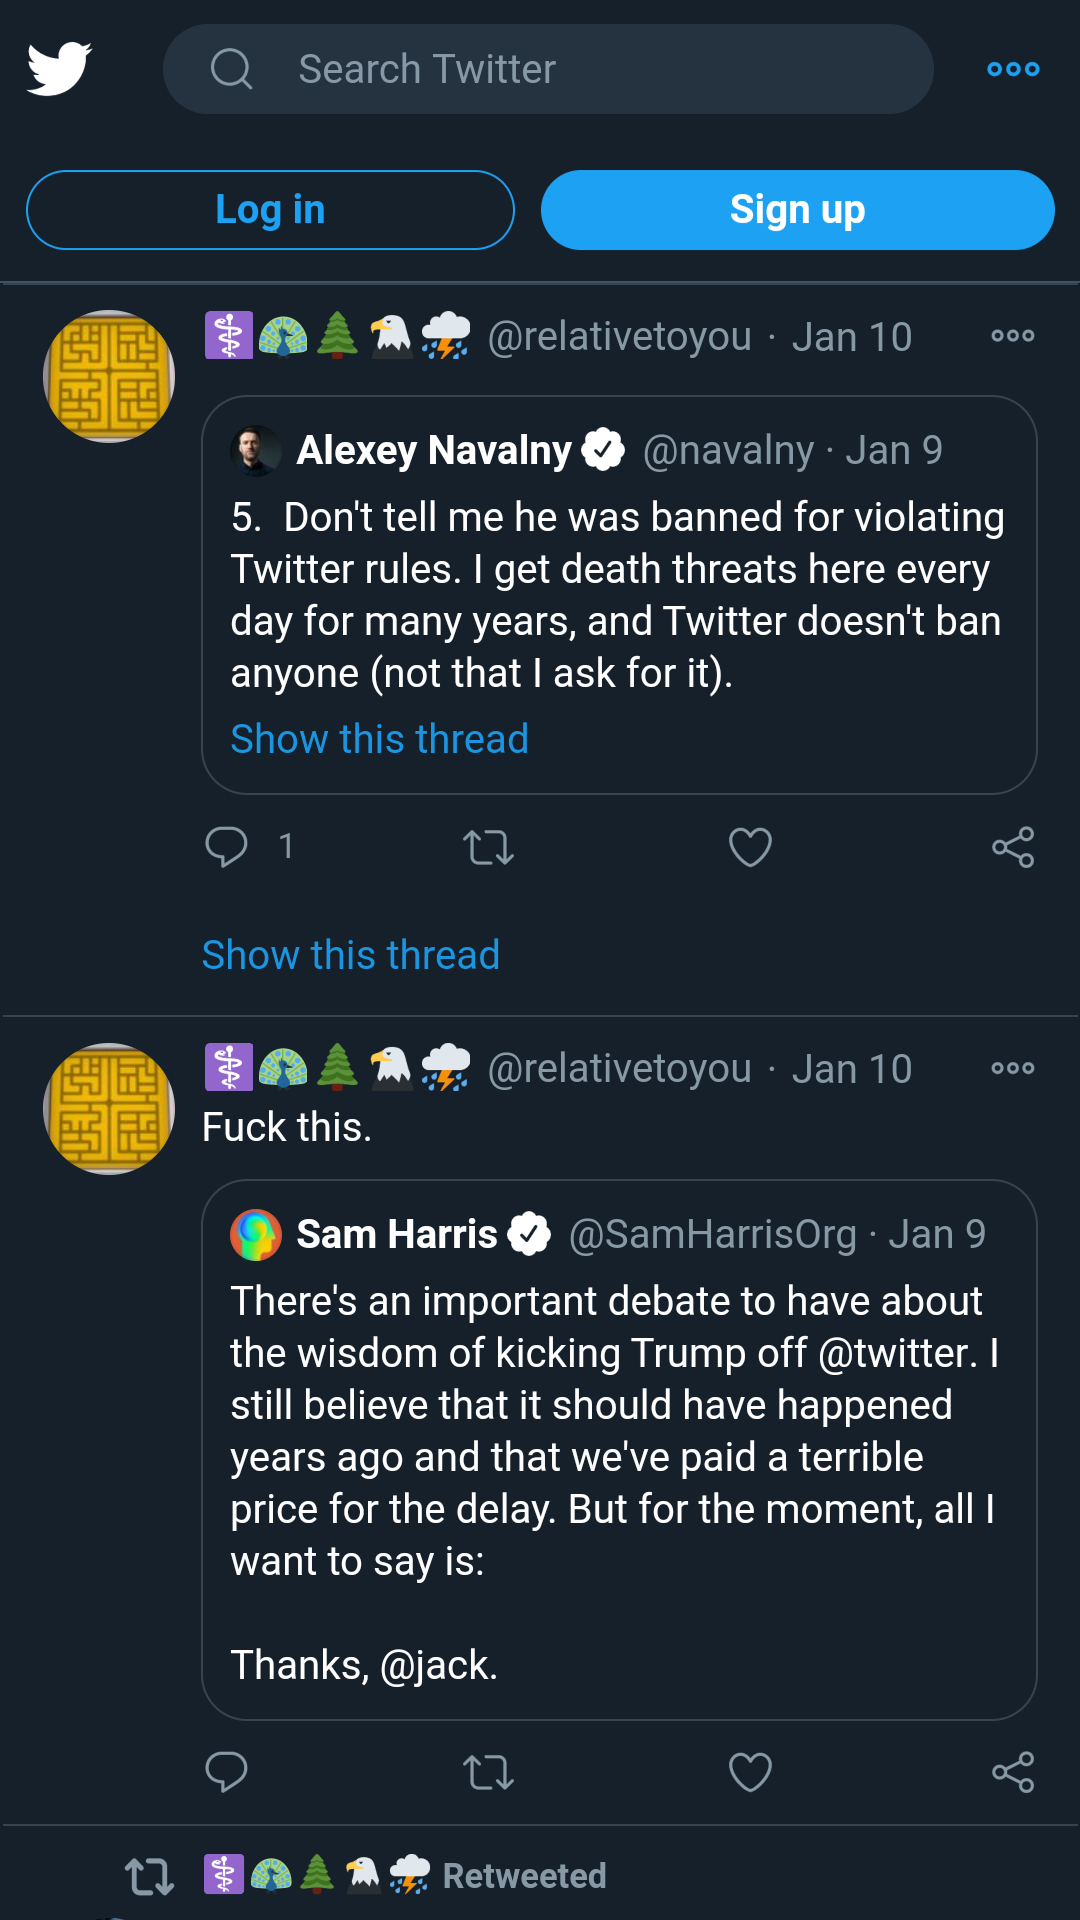 Search Twitter
Log in
Sign up
@relativetoyou · Jan 10
Alexey Navalny @navalny · Jan 9
5.  Don't tell me he was banned for violating
Twitter rules. I get death threats here every
day for many years, and Twitter doesn't ban
anyone (not that I ask for it).
Show this thread
1
Show this thread
@relativetoyou · Jan 10
Fuck this.
Sam Harris @SamHarrisOrg · Jan 9
There's an important debate to have about
the wisdom of kicking Trump off @twitter. I
still believe that it should have happened
years ago and that we've paid a terrible
price for the delay. But for the moment, all I
want to say is:
Thanks, @jack.
Retweeted